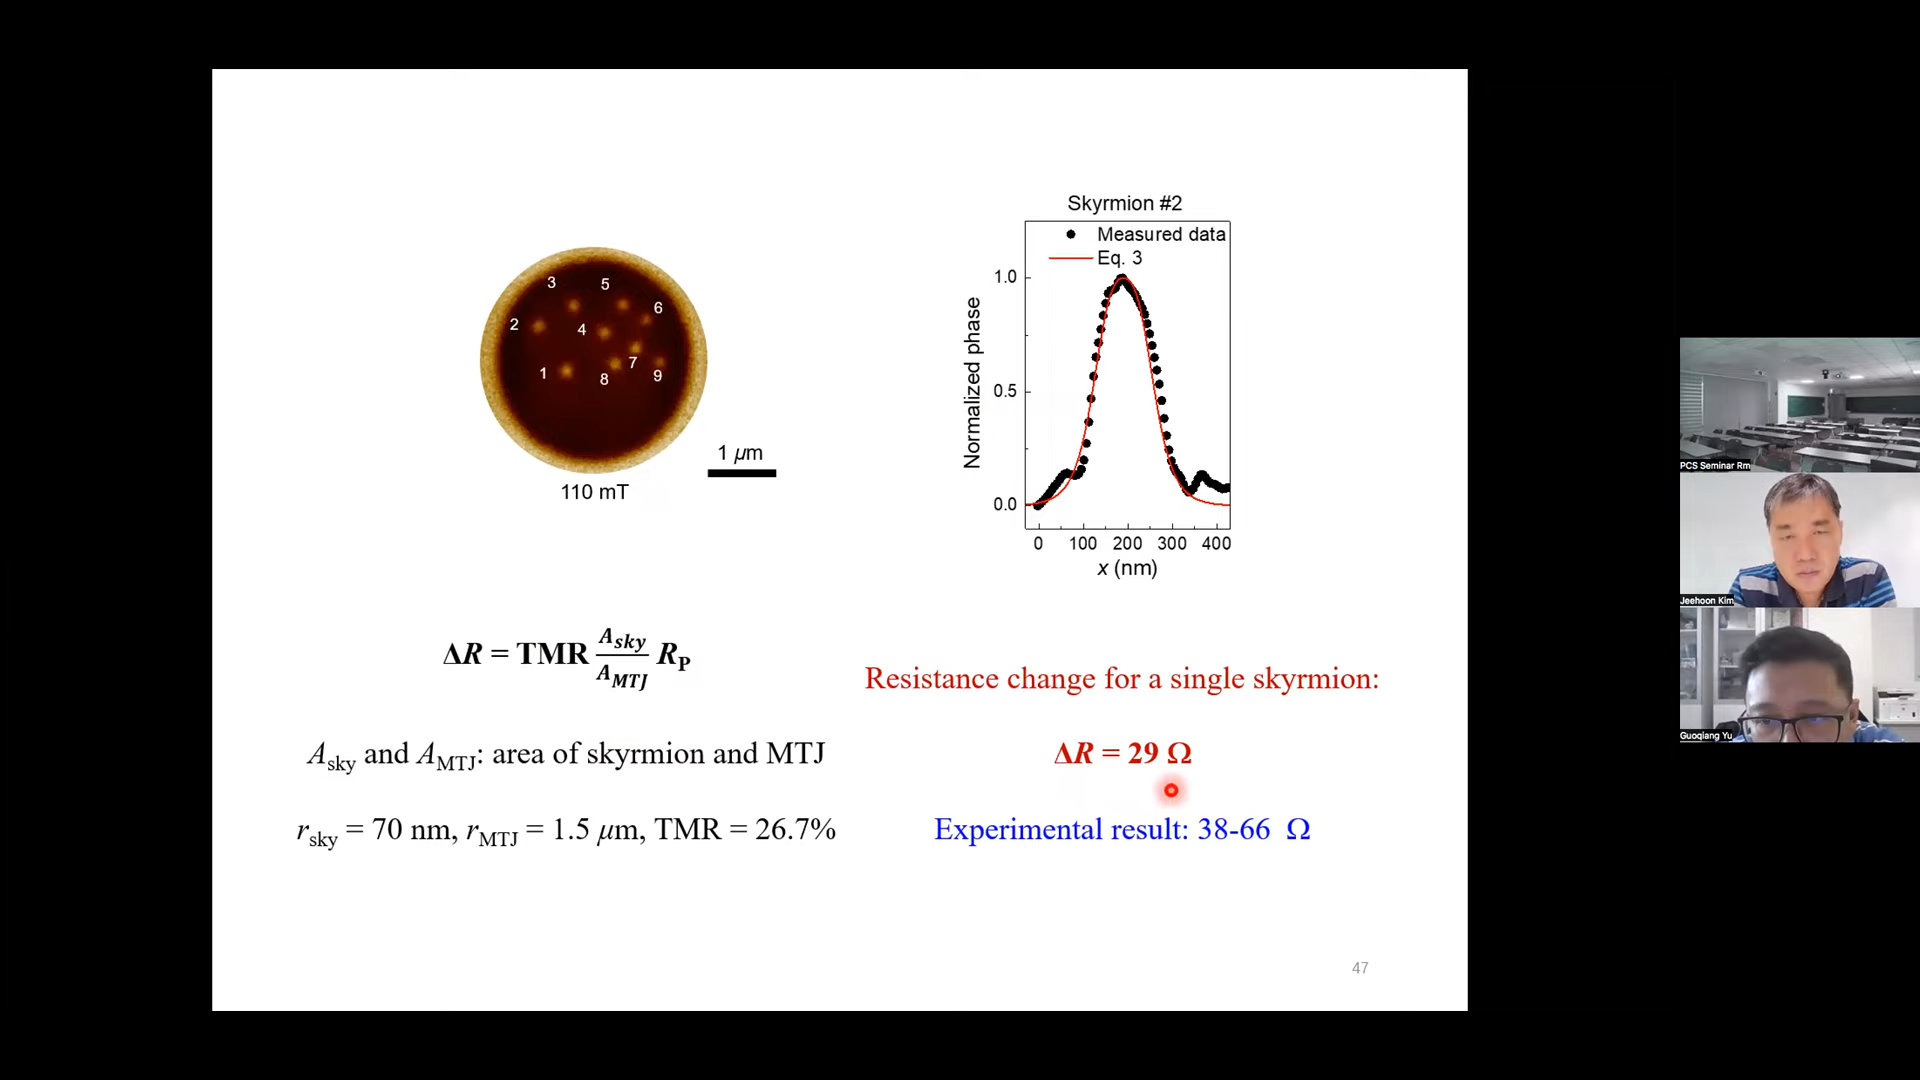 3
5
6
2
4
7
1
8
9
1 μm
110 mT
Skyrmion #2
Measured data
Eq. 3
Normalized phase
1.0
0.5
0.0
0 100 200 300 400
x (nm)
ΔR = TMR A_sky/A_MTJ R_P
A_sky and A_MTJ: area of skyrmion and MTJ
r_sky = 70 nm, r_MTJ = 1.5 μm, TMR = 26.7%
Resistance change for a single skyrmion:
ΔR = 29 Ω
Experimental result: 38-66 Ω
47
PCS Seminar Rm
Jeehoon Kim
Guoqiang Yu